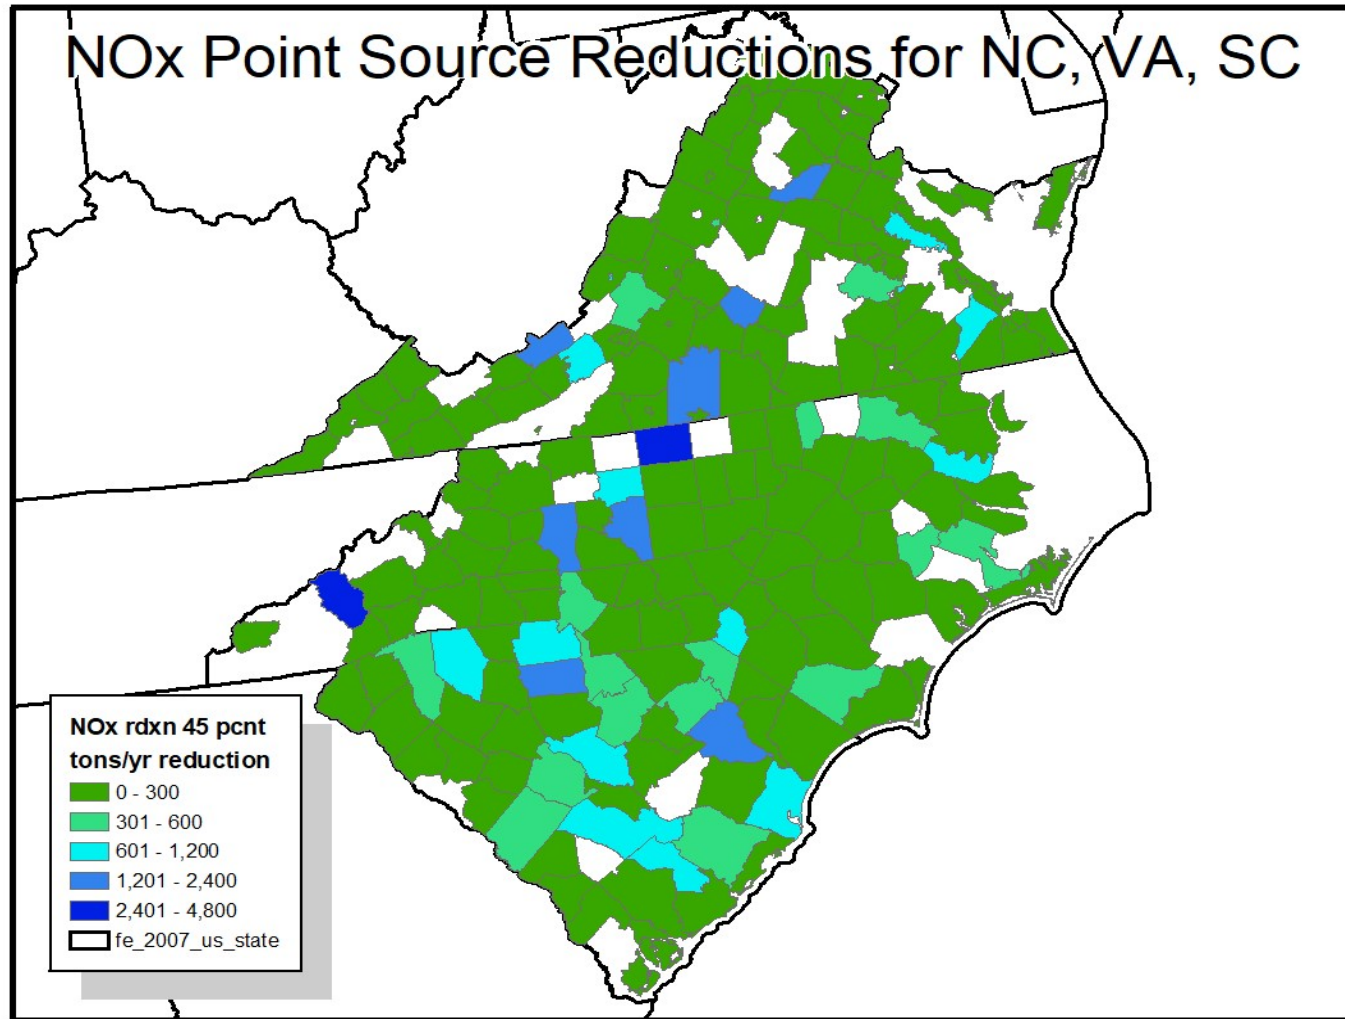 NOx Point Source Reductions for NC, VA, SC
NOx rdxn 45 pcnt
tons/yr reduction
0 - 300
301 - 600
601 - 1,200
1,201 - 2,400
2,401 - 4,800
fe_2007_us_state